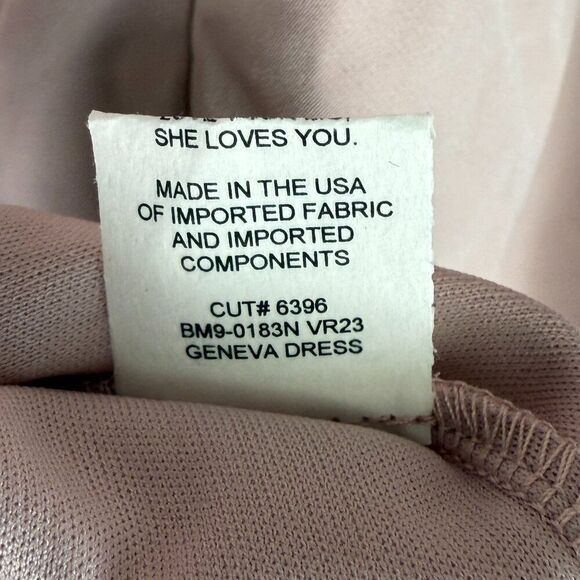 SHE LOVES YOU.
MADE IN THE USA
OF IMPORTED FABRIC
AND IMPORTED
COMPONENTS
CUT# 6396
BM9-0183N VR23
GENEVA DRESS